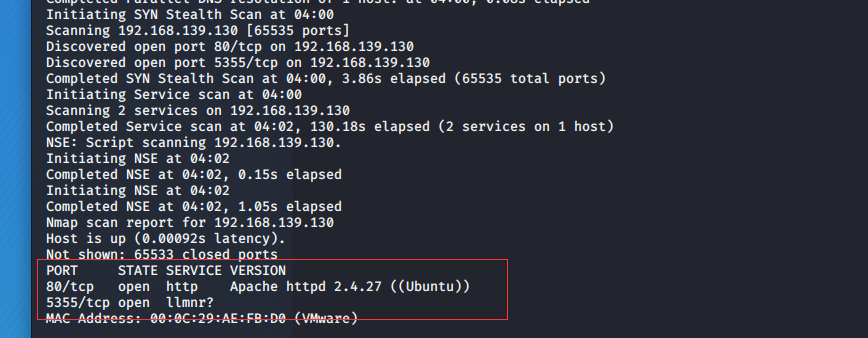 Completed Parallel DNS resolution of 1 host. at 04:00, 0.08s elapsed
Initiating SYN Stealth Scan at 04:00
Scanning 192.168.139.130 [65535 ports]
Discovered open port 80/tcp on 192.168.139.130
Discovered open port 5355/tcp on 192.168.139.130
Completed SYN Stealth Scan at 04:00, 3.86s elapsed (65535 total ports)
Initiating Service scan at 04:00
Scanning 2 services on 192.168.139.130
Completed Service scan at 04:02, 130.18s elapsed (2 services on 1 host)
NSE: Script scanning 192.168.139.130.
Initiating NSE at 04:02
Completed NSE at 04:02, 0.15s elapsed
Initiating NSE at 04:02
Completed NSE at 04:02, 1.05s elapsed
Nmap scan report for 192.168.139.130
Host is up (0.00092s latency).
Not shown: 65533 closed ports
PORT     STATE SERVICE VERSION
80/tcp   open  http    Apache httpd 2.4.27 ((Ubuntu))
5355/tcp open  llmnr?
MAC Address: 00:0C:29:AE:FB:D0 (VMware)